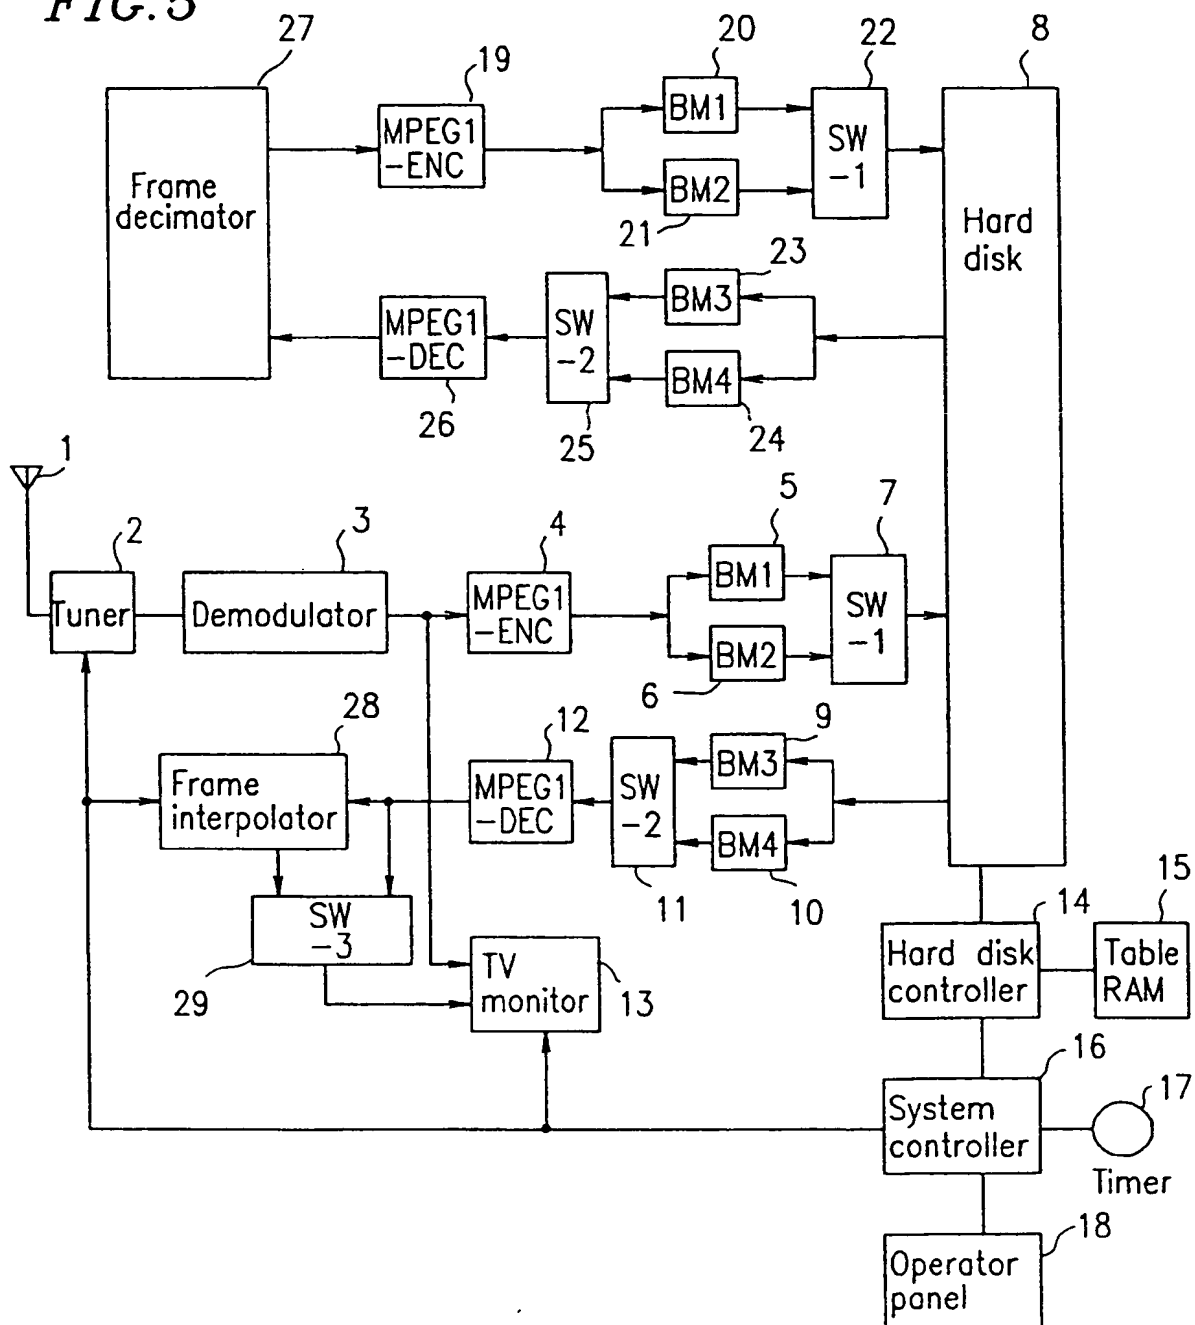 FIG. 5
27
19
20
22
8
MPEG1
-ENC
BM1
SW
-1
Frame
decimator
BM2
21
Hard
disk
23
MPEG1
-DEC
SW
-2
BM3
BM4
26
25
24
1
2
3
4
5
7
Tuner
Demodulator
MPEG1
-ENC
BM1
BM2
SW
-1
6
28
12
9
Frame
interpolator
MPEG1
-DEC
SW
-2
BM3
BM4
11
10
14
15
SW
-3
29
TV
monitor
13
Hard disk
controller
Table
RAM
16
17
System
controller
Timer
18
Operator
panel